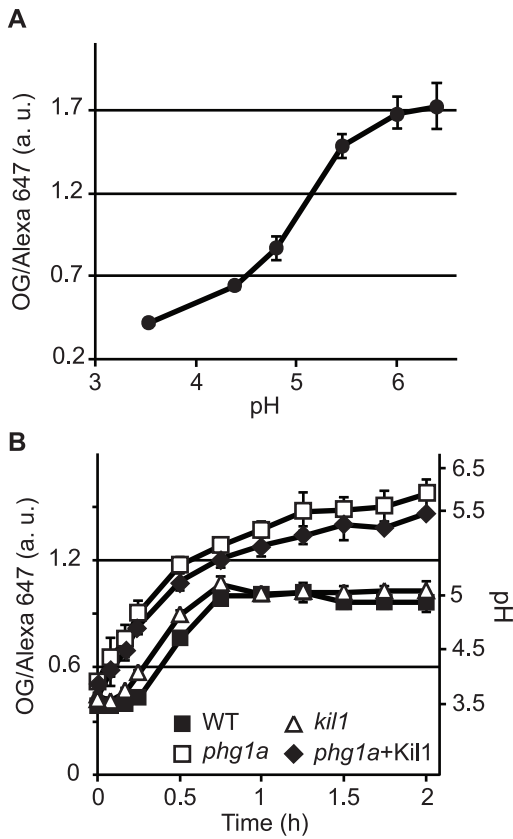 A
OG/Alexa 647 (a. u.)
1.7
1.2
0.7
0.2
3 4 5 6
pH
B
OG/Alexa 647 (a. u.)
1.2
0.6
0
6.5
5.5
5
4.5
3.5
pH
WT
kil1
phg1a
phg1a+Kil1
0 0.5 1 1.5 2
Time (h)